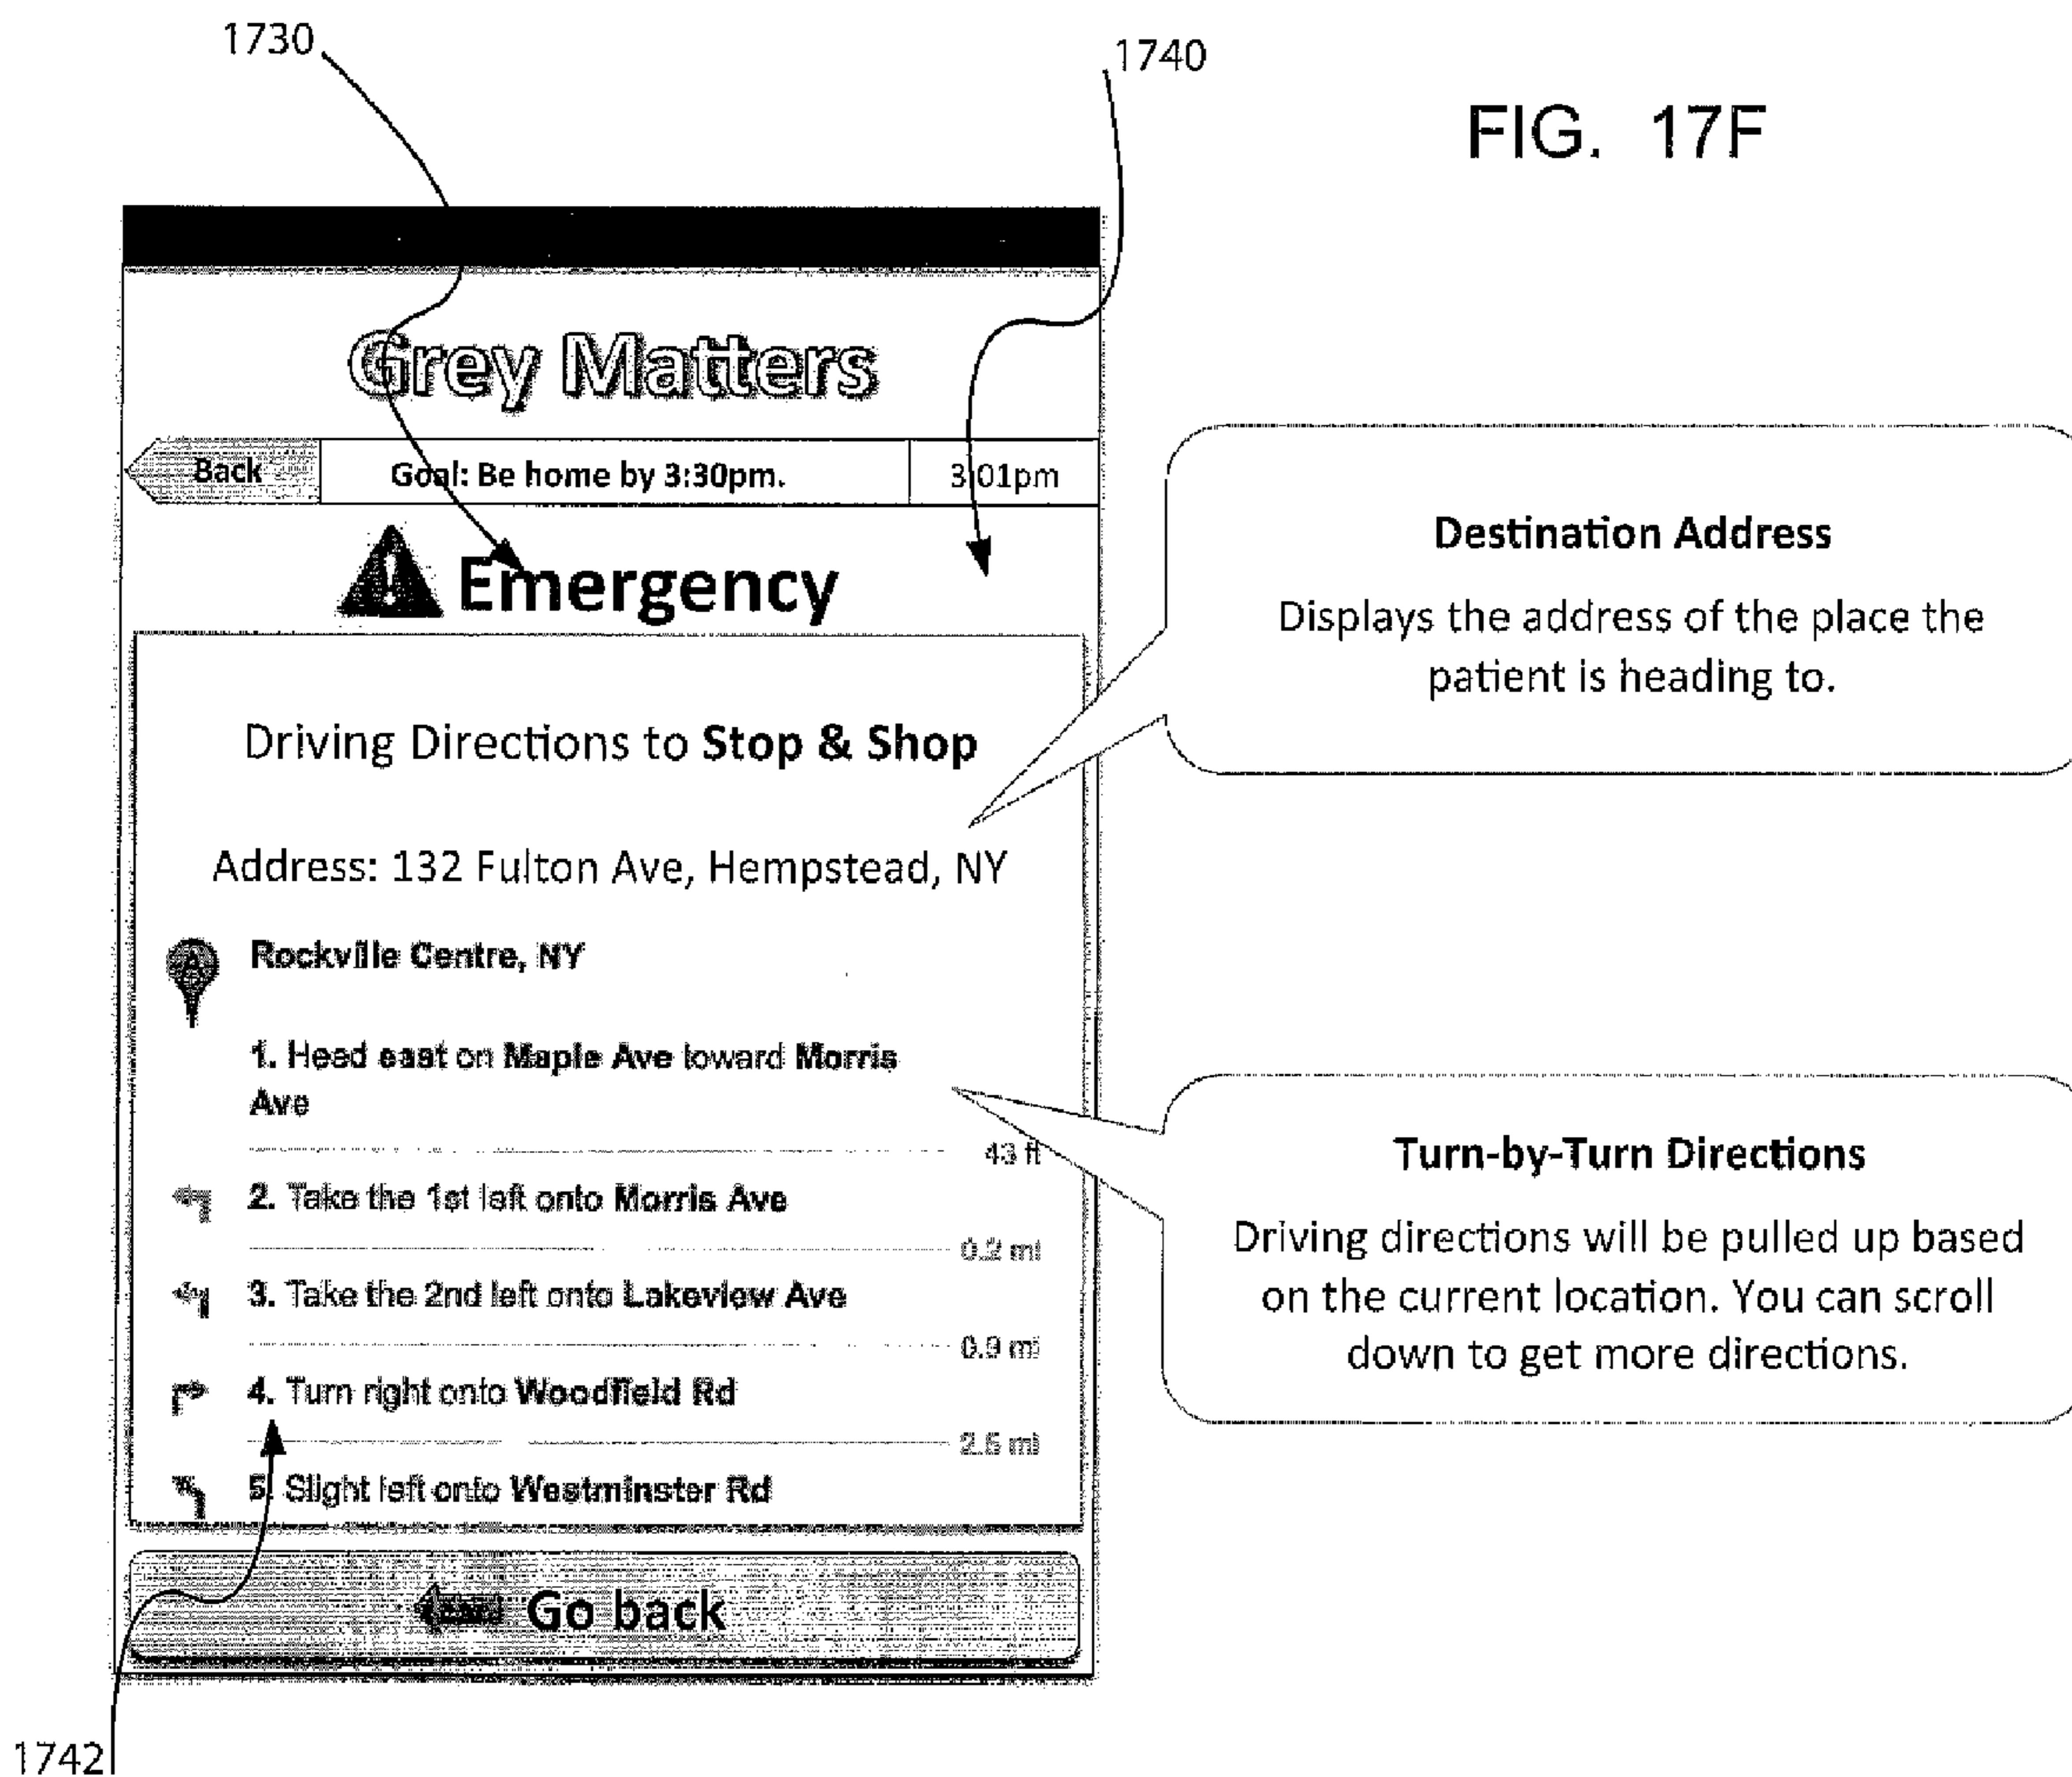 1730
1740
FIG. 17F
Grey Matters
Back Goal: Be home by 3:30pm. 3:01pm
Emergency
Destination Address
Displays the address of the place the
patient is heading to.
Driving Directions to Stop & Shop
Address: 132 Fulton Ave, Hempstead, NY
A Rockville Centre, NY
1. Head east on Maple Ave toward Morris
Ave
43 ft
2. Take the 1st left onto Morris Ave
0.2 mi
3. Take the 2nd left onto Lakeview Ave
0.9 mi
4. Turn right onto Woodfield Rd
2.5 mi
5. Slight left onto Westminster Rd
Turn-by-Turn Directions
Driving directions will be pulled up based
on the current location. You can scroll
down to get more directions.
Go back
1742